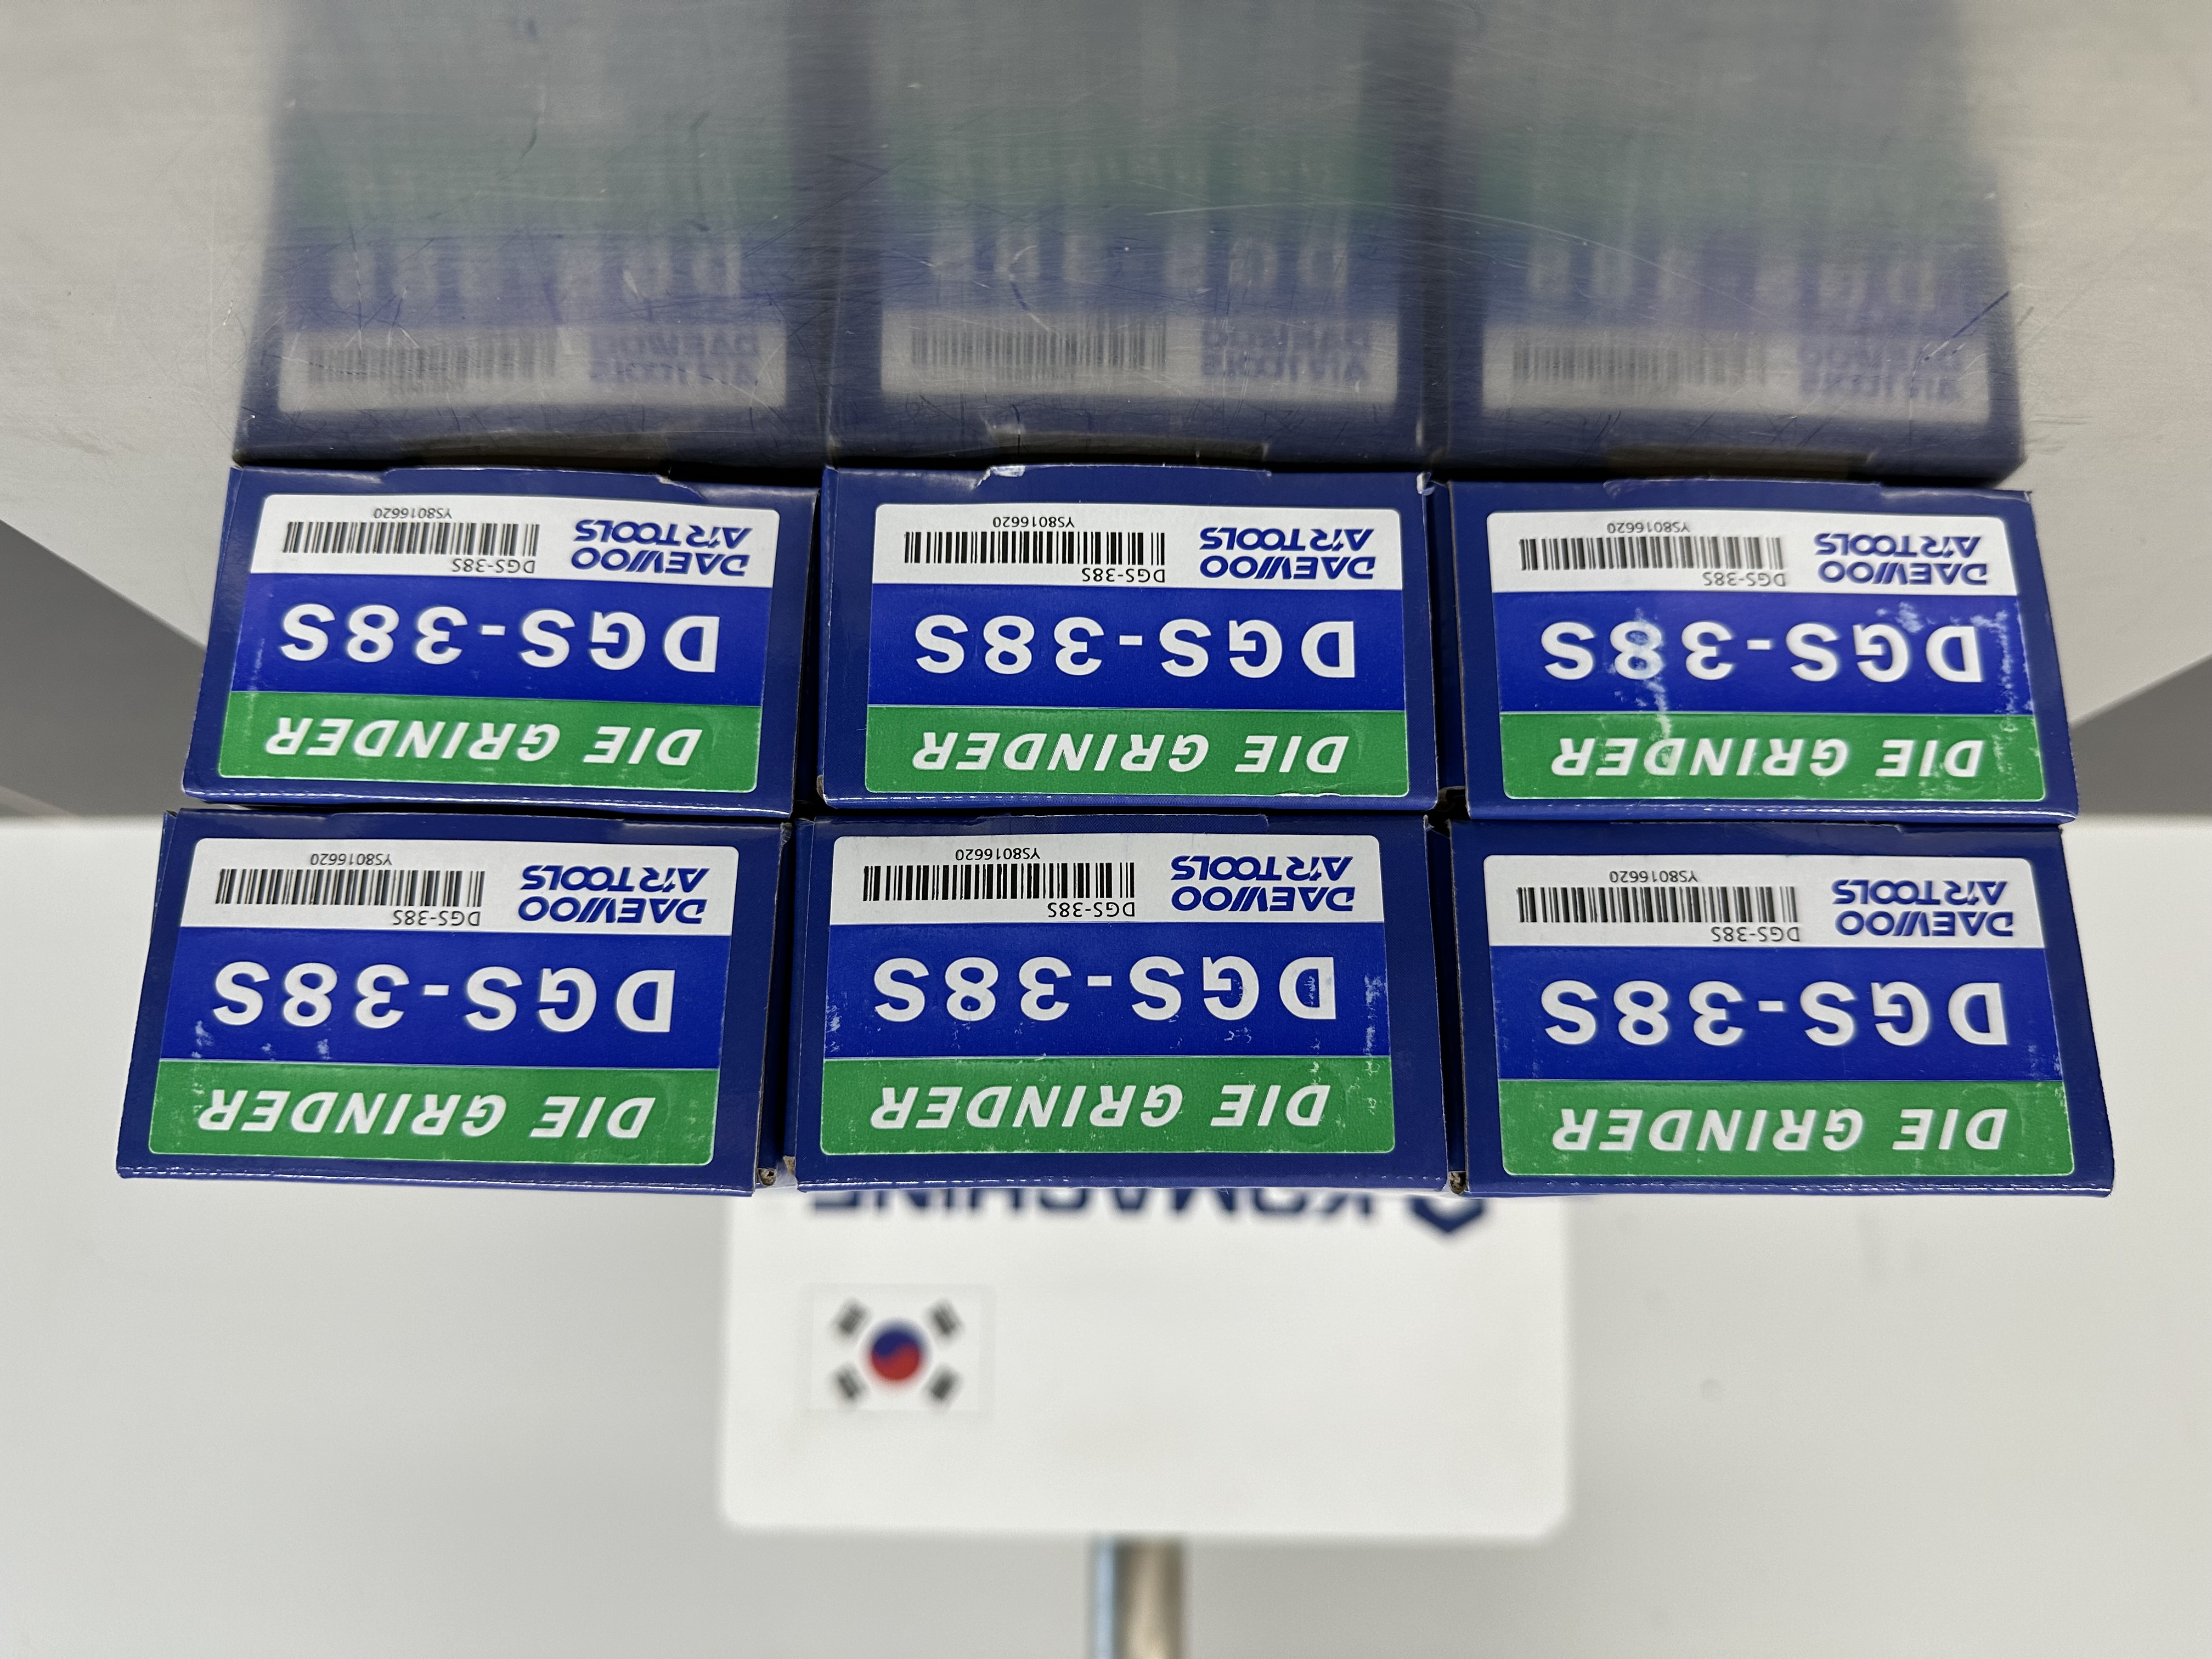 KOMACHINE
DIE GRINDER
DGS-38S
DAEWOO
AIR TOOLS
DGS-38S
YS8016620
DIE GRINDER
DGS-38S
DAEWOO
AIR TOOLS
DGS-38S
YS8016620
DIE GRINDER
DGS-38S
DAEWOO
AIR TOOLS
DGS-38S
YS8016620
DIE GRINDER
DGS-38S
DAEWOO
AIR TOOLS
DGS-38S
YS8016620
DIE GRINDER
DGS-38S
DAEWOO
AIR TOOLS
DGS-38S
YS8016620
DIE GRINDER
DGS-38S
DAEWOO
AIR TOOLS
DGS-38S
YS8016620